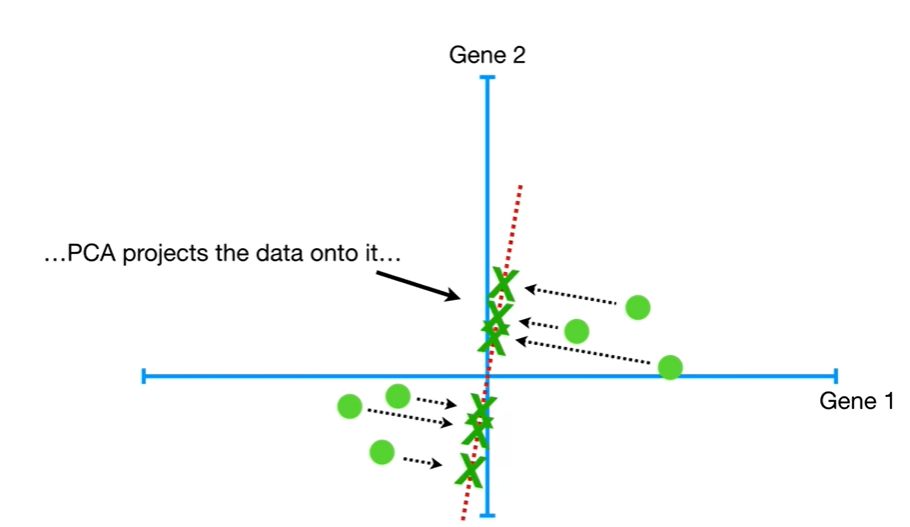 Gene 2
…PCA projects the data onto it…
Gene 1